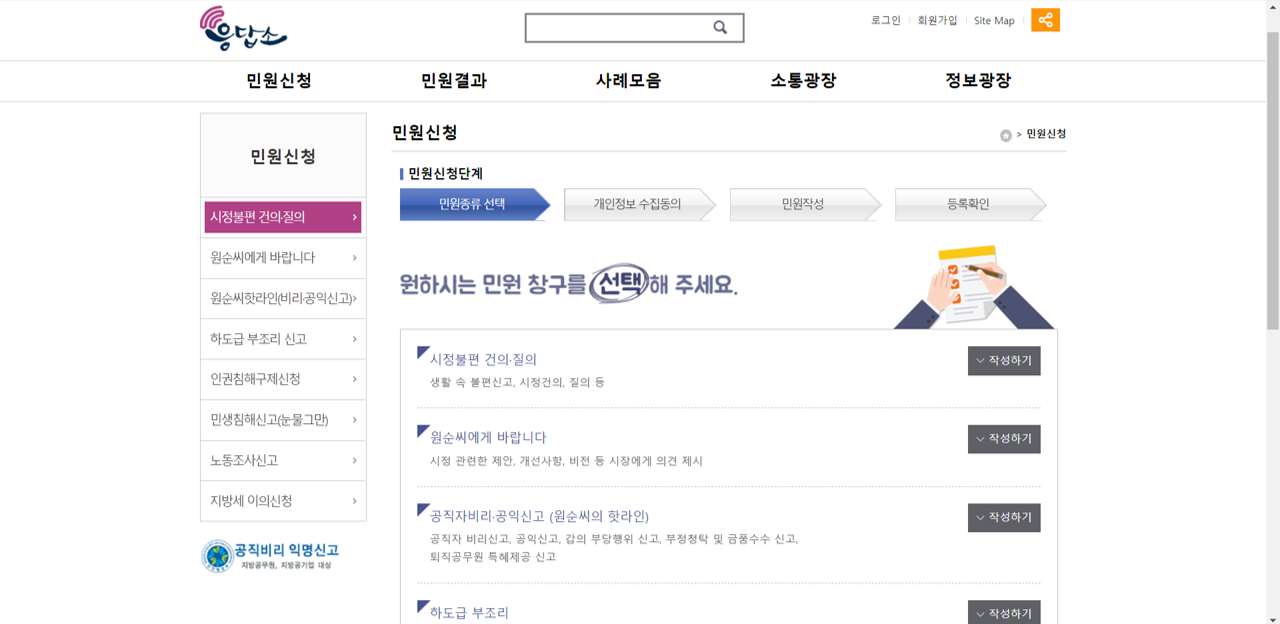 응답소
로그인
회원가입
Site Map
민원신청
민원결과
사례모음
소통광장
정보광장
민원신청
시정불편 건의·질의
원순씨에게 바랍니다
원순씨핫라인(비리·공익신고)
하도급 부조리 신고
인권침해구제신청
민생침해신고(눈물그만)
노동조사신고
지방세 이의신청
공직비리 익명신고
지방공무원, 지방공기업 대상
민원신청
> 민원신청
민원신청단계
민원종류 선택
개인정보 수집동의
민원작성
등록확인
원하시는 민원 창구를 선택해 주세요.
시정불편 건의·질의
작성하기
생활 속 불편신고, 시정건의, 질의 등
원순씨에게 바랍니다
작성하기
시정 관련한 제안, 개선사항, 비전 등 시장에게 의견 제시
공직자비리·공익신고 (원순씨의 핫라인)
작성하기
공직자 비리신고, 공익신고, 갑의 부당행위 신고, 부정청탁 및 금품수수 신고,
퇴직공무원 특혜제공 신고
하도급 부조리
작성하기